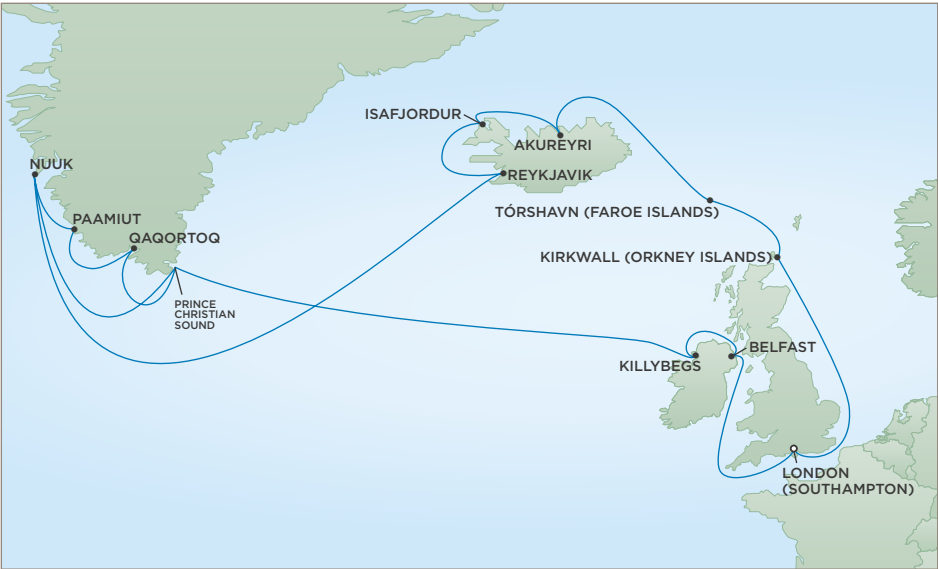 ISAFJORDUR
AKUREYRI
NUUK
REYKJAVIK
PAAMIUT
TÓRSHAVN (FAROE ISLANDS)
QAQORTOQ
KIRKWALL (ORKNEY ISLANDS)
PRINCE
CHRISTIAN
SOUND
BELFAST
KILLYBEGS
LONDON
(SOUTHAMPTON)